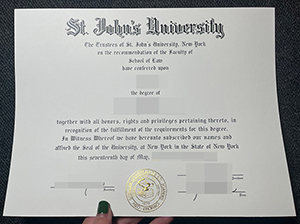 St. John's University
The Trustees of St. John's University, New York
on the recommendation of the Faculty of
School of Law
have conferred upon
the degree of
together with all honors, rights and privileges pertaining thereto, in
recognition of the fulfillment of the requirements for this degree.
In Witness Whereof we have hereunto subscribed our names and
affixed the Seal of the University, at New York in the State of New York
this seventeenth day of May,